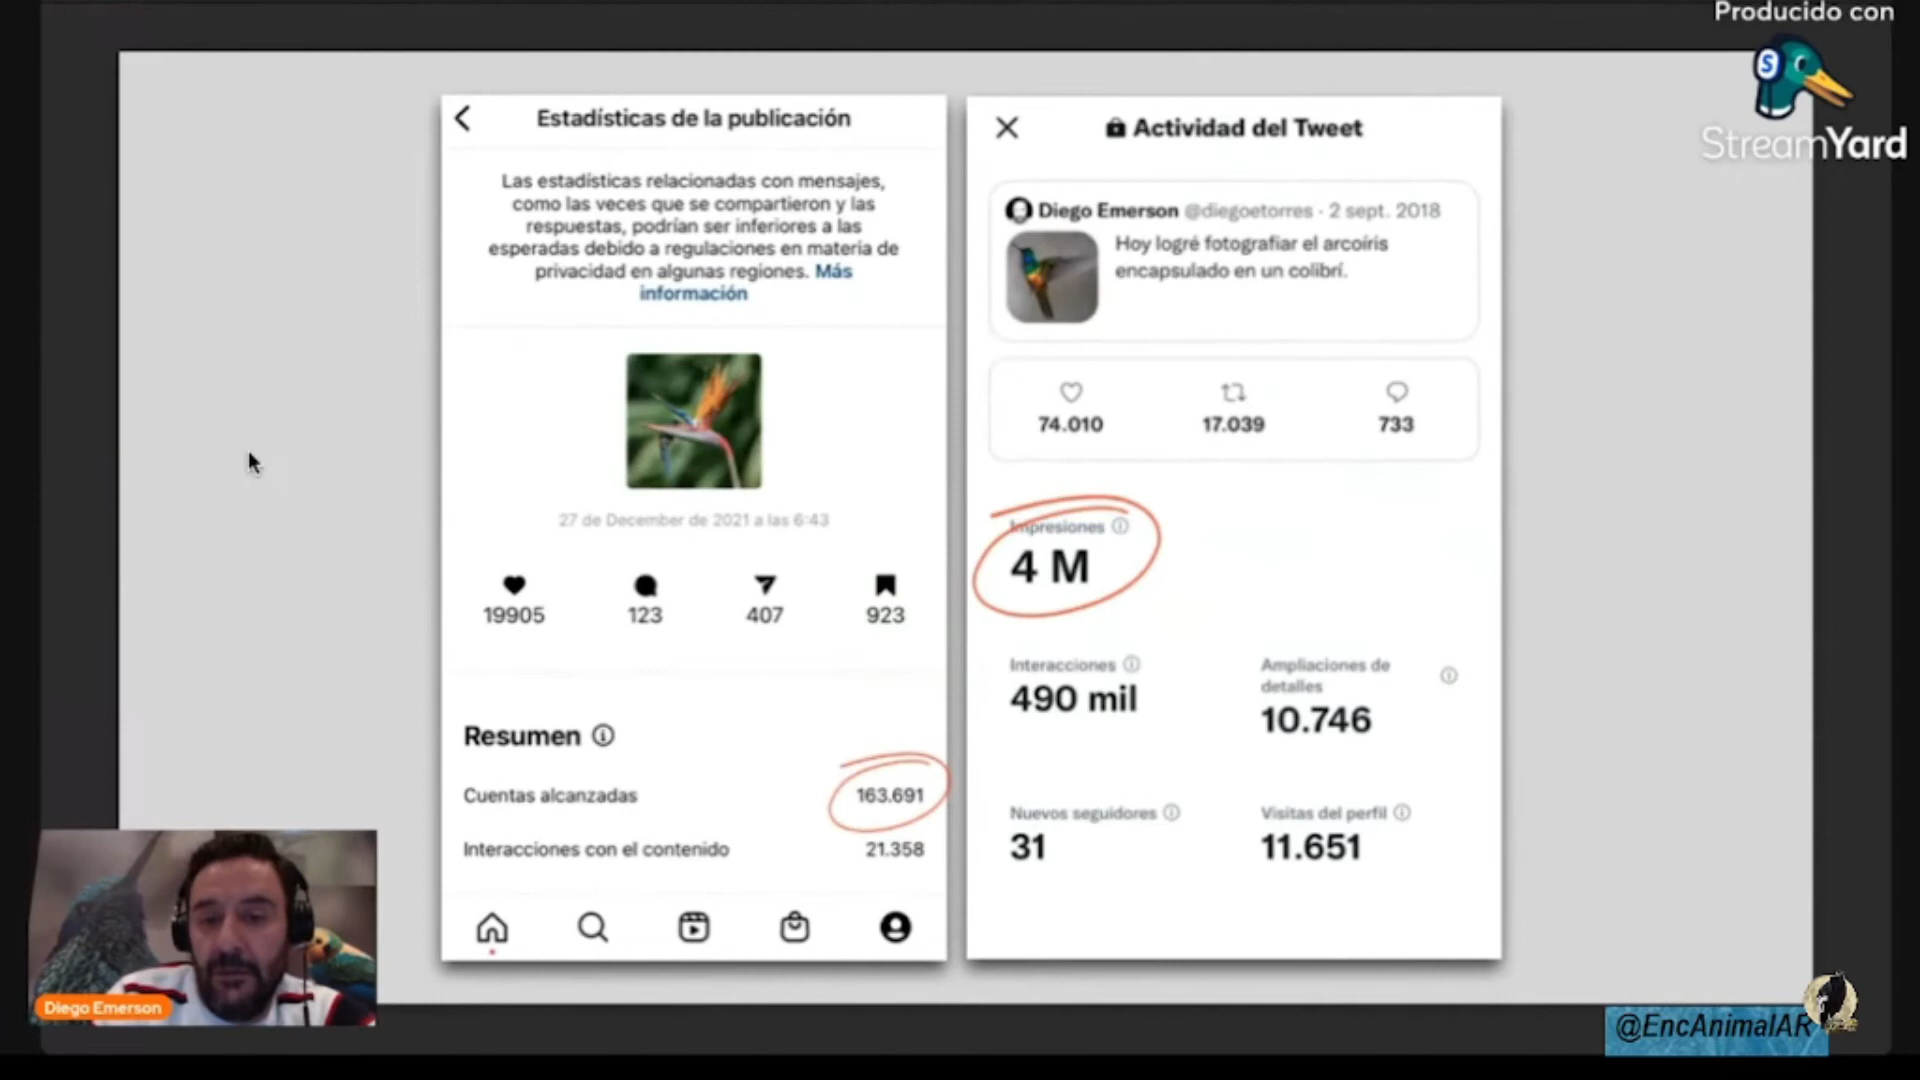 Producido con
StreamYard
Estadísticas de la publicación
Las estadísticas relacionadas con mensajes,
como las veces que se compartieron y las
respuestas, podrían ser inferiores a las
esperadas debido a regulaciones en materia de
privacidad en algunas regiones. Más
información
27 de December de 2021 a las 6:43
19905 123 407 923
Resumen
Cuentas alcanzadas 163.691
Interacciones con el contenido 21.358
Actividad del Tweet
Diego Emerson @diegoetorres · 2 sept. 2018
Hoy logré fotografiar el arcoíris
encapsulado en un colibrí.
74.010 17.039 733
Impresiones
4 M
Interacciones
490 mil
Ampliaciones de
detalles
10.746
Nuevos seguidores
31
Visitas del perfil
11.651
Diego Emerson
@EncAnimalAR